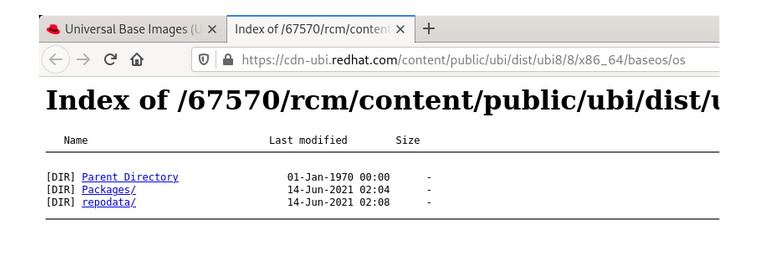 Universal Base Images (U
Index of /67570/rcm/content
https://cdn-ubi.redhat.com/content/public/ubi/dist/ubi8/8/x86_64/baseos/os
Index of /67570/rcm/content/public/ubi/dist/u
Name Last modified Size
[DIR] Parent Directory 01-Jan-1970 00:00 -
[DIR] Packages/ 14-Jun-2021 02:04 -
[DIR] repodata/ 14-Jun-2021 02:08 -